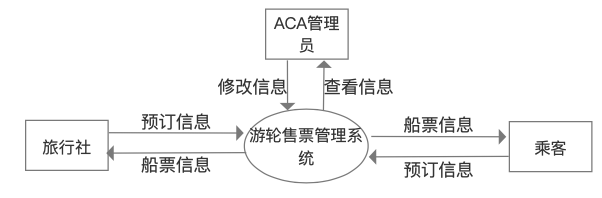 ACA管理
员
修改信息
查看信息
预订信息
船票信息
旅行社
游轮售票管理系
统
乘客
船票信息
预订信息